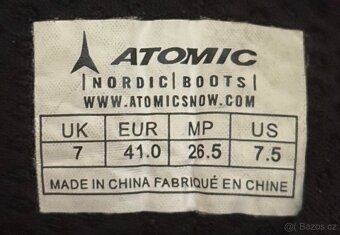 ATOMIC
NORDIC BOOTS
WWW.ATOMICSNOW.COM
UK EUR MP US
7 41.0 26.5 7.5
MADE IN CHINA FABRIQUÉ EN CHINE
Bazos.cz